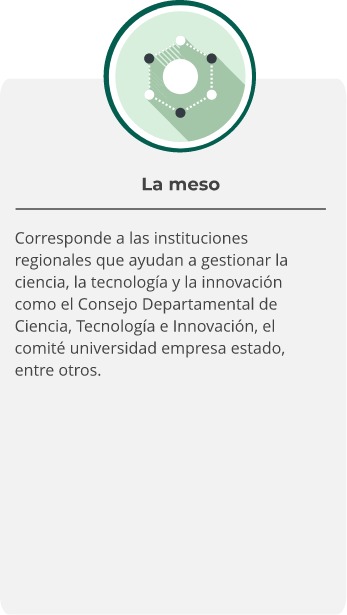 La meso
Corresponde a las instituciones
regionales que ayudan a gestionar la
ciencia, la tecnología y la innovación
como el Consejo Departamental de
Ciencia, Tecnología e Innovación, el
comité universidad empresa estado,
entre otros.